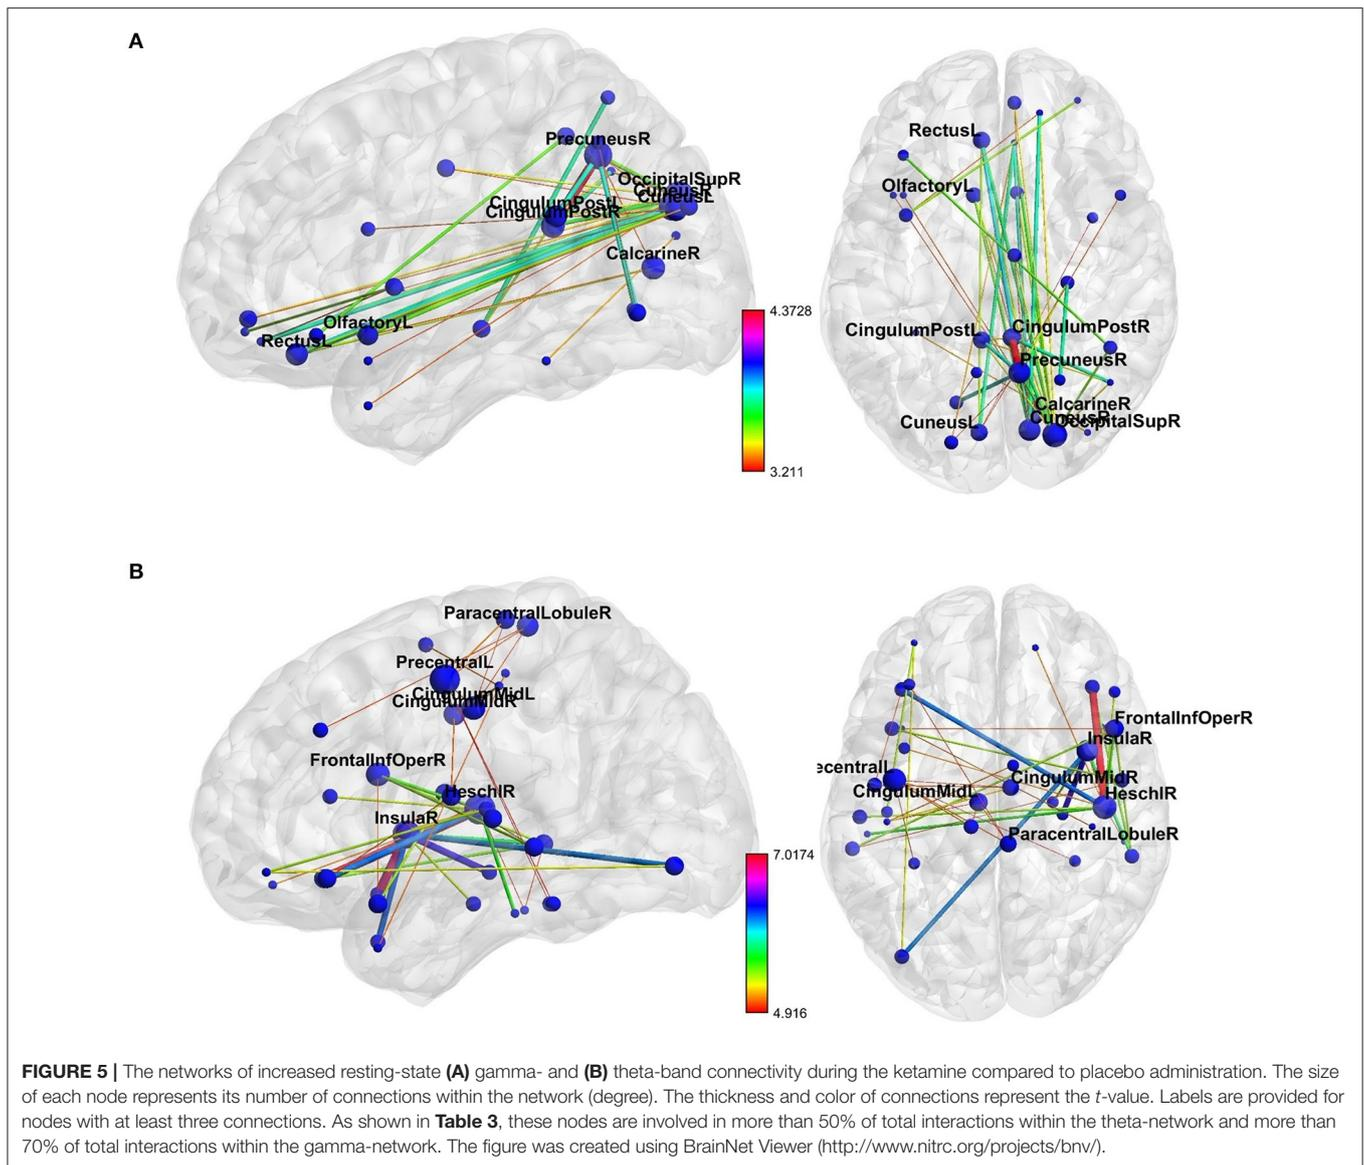 A
PrecuneusR
OccipitalSupR
CuneusR
CuneusL
CingulumPostL
CingulumPostR
CalcarineR
OlfactoryL
RectusL
4.3728
3.211
RectusL
OlfactoryL
CingulumPostL
CingulumPostR
PrecuneusR
CalcarineR
CuneusL
CuneusR
OccipitalSupR
B
ParacentralLobuleR
PrecentralL
CingulumMidL
CingulumMidR
FrontalInfOperR
HeschlR
InsulaR
7.0174
4.916
FrontalInfOperR
InsulaR
ecentralL
CingulumMidR
CingulumMidL
HeschlR
ParacentralLobuleR
FIGURE 5 | The networks of increased resting-state (A) gamma- and (B) theta-band connectivity during the ketamine compared to placebo administration. The size
of each node represents its number of connections within the network (degree). The thickness and color of connections represent the t-value. Labels are provided for
nodes with at least three connections. As shown in Table 3, these nodes are involved in more than 50% of total interactions within the theta-network and more than
70% of total interactions within the gamma-network. The figure was created using BrainNet Viewer (http://www.nitrc.org/projects/bnv/).